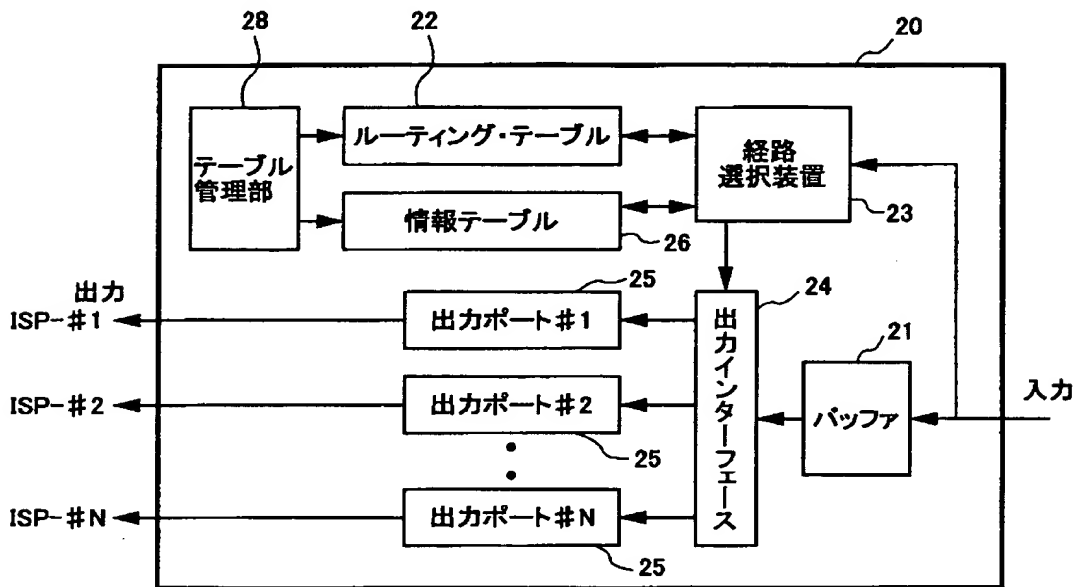 28
22
20
テーブル
管理部
ルーティング・テーブル
経路
選択装置
23
情報テーブル
26
出力
25
24
ISP-#1
出力ポート#1
出力インターフェース
21
ISP-#2
出力ポート#2
バッファ
入力
25
ISP-#N
出力ポート#N
25